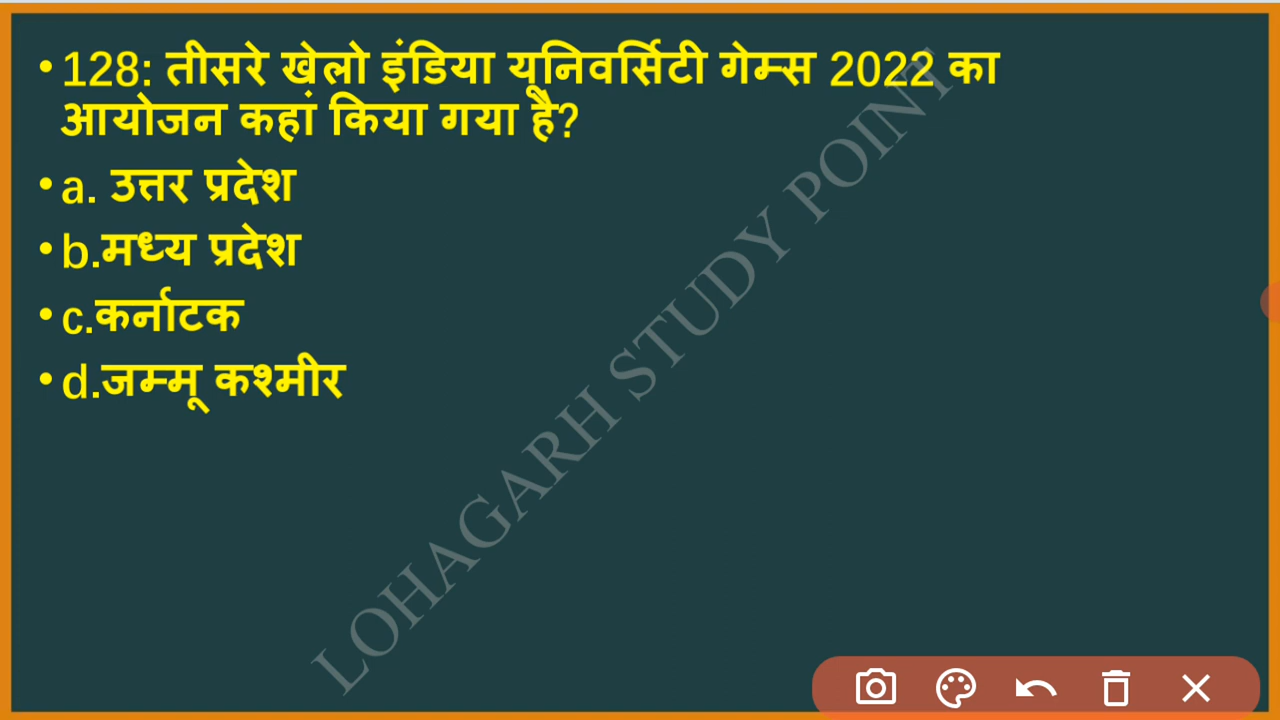 • 128: तीसरे खेलो इंडिया यूनिवर्सिटी गेम्स 2022 का
आयोजन कहां किया गया है?
• a. उत्तर प्रदेश
• b.मध्य प्रदेश
• c.कर्नाटक
• d.जम्मू कश्मीर
LOHAGARH STUDY POINT